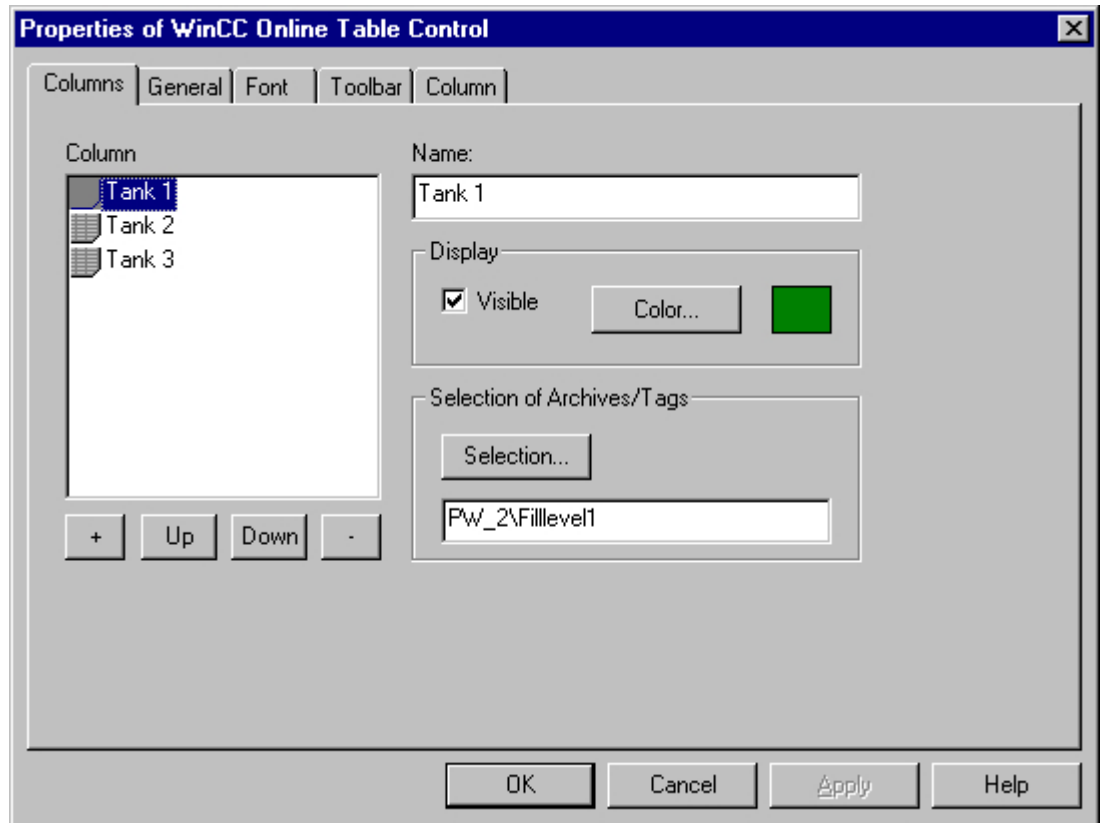 Properties of WinCC Online Table Control
Columns General Font Toolbar Column
Column
Tank 1
Tank 2
Tank 3
+ Up Down -
Name:
Tank 1
Display
Visible Color...
Selection of Archives/Tags
Selection...
PW_2\Filllevel1
OK Cancel Apply Help